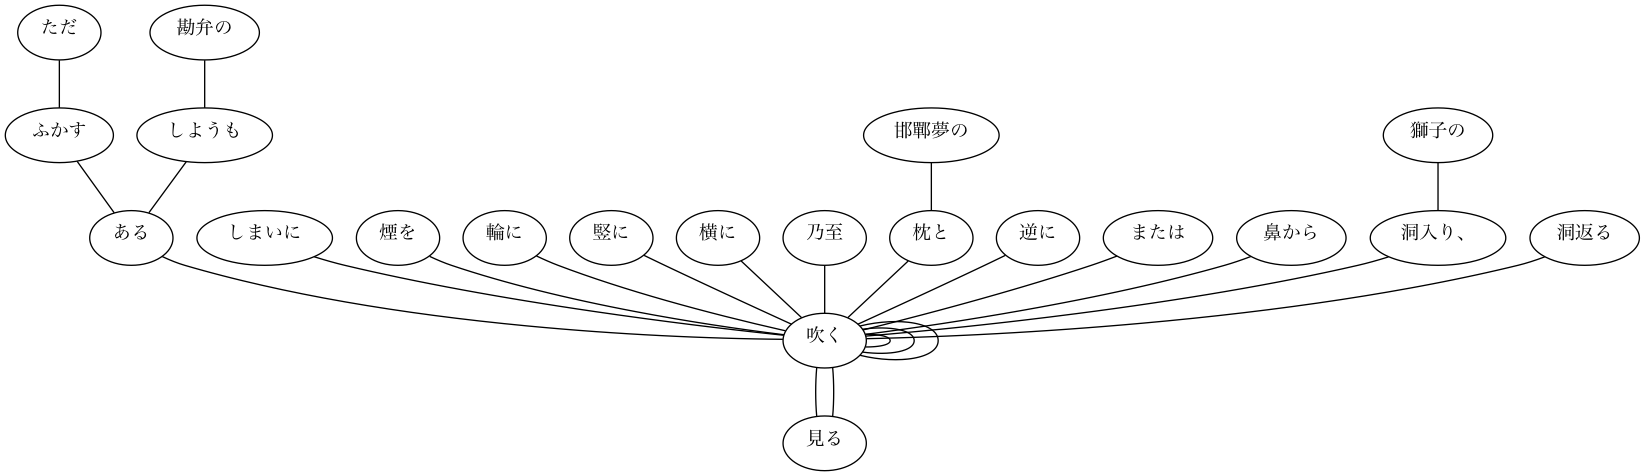 ただ
勘弁の
ふかす
しようも
邯鄲夢の
獅子の
ある
しまいに
煙を
輪に
竪に
横に
乃至
枕と
逆に
または
鼻から
洞入り、
洞返る
吹く
見る